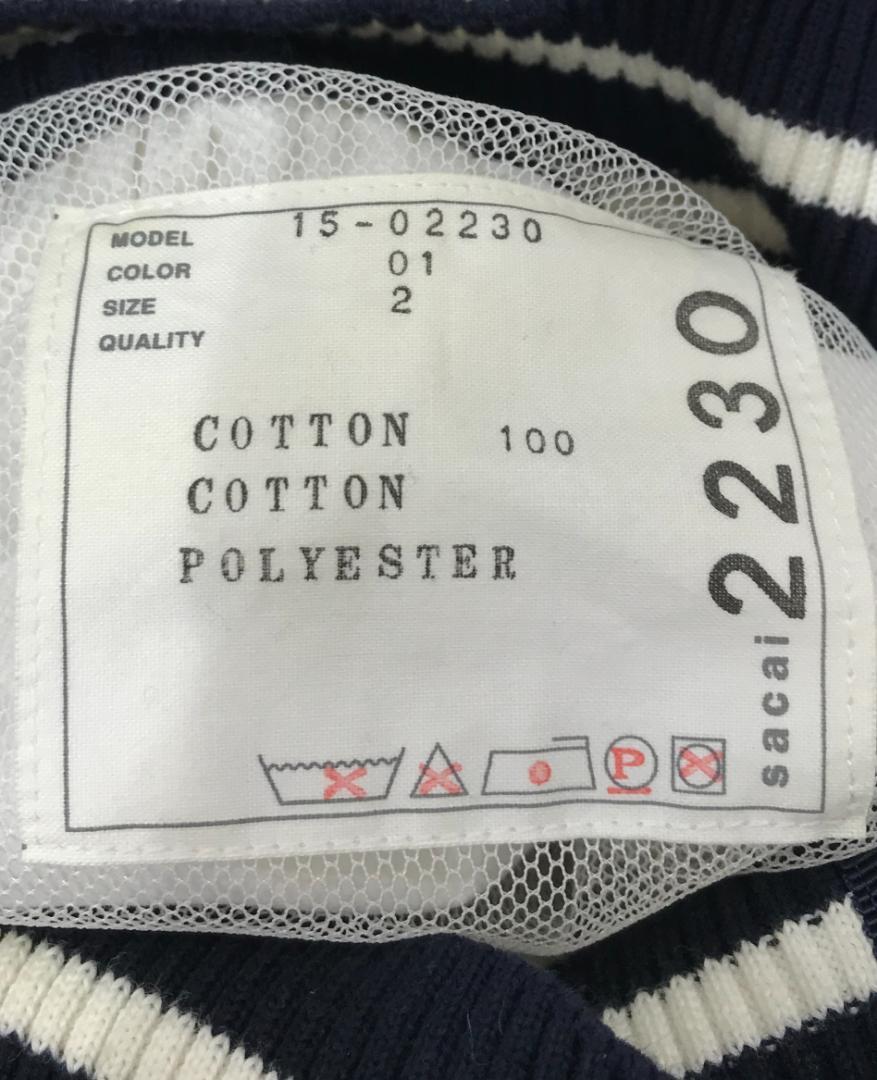 MODEL 15-02230
COLOR 01
SIZE 2
QUALITY
COTTON 100
COTTON
POLYESTER
P
sacai 2230